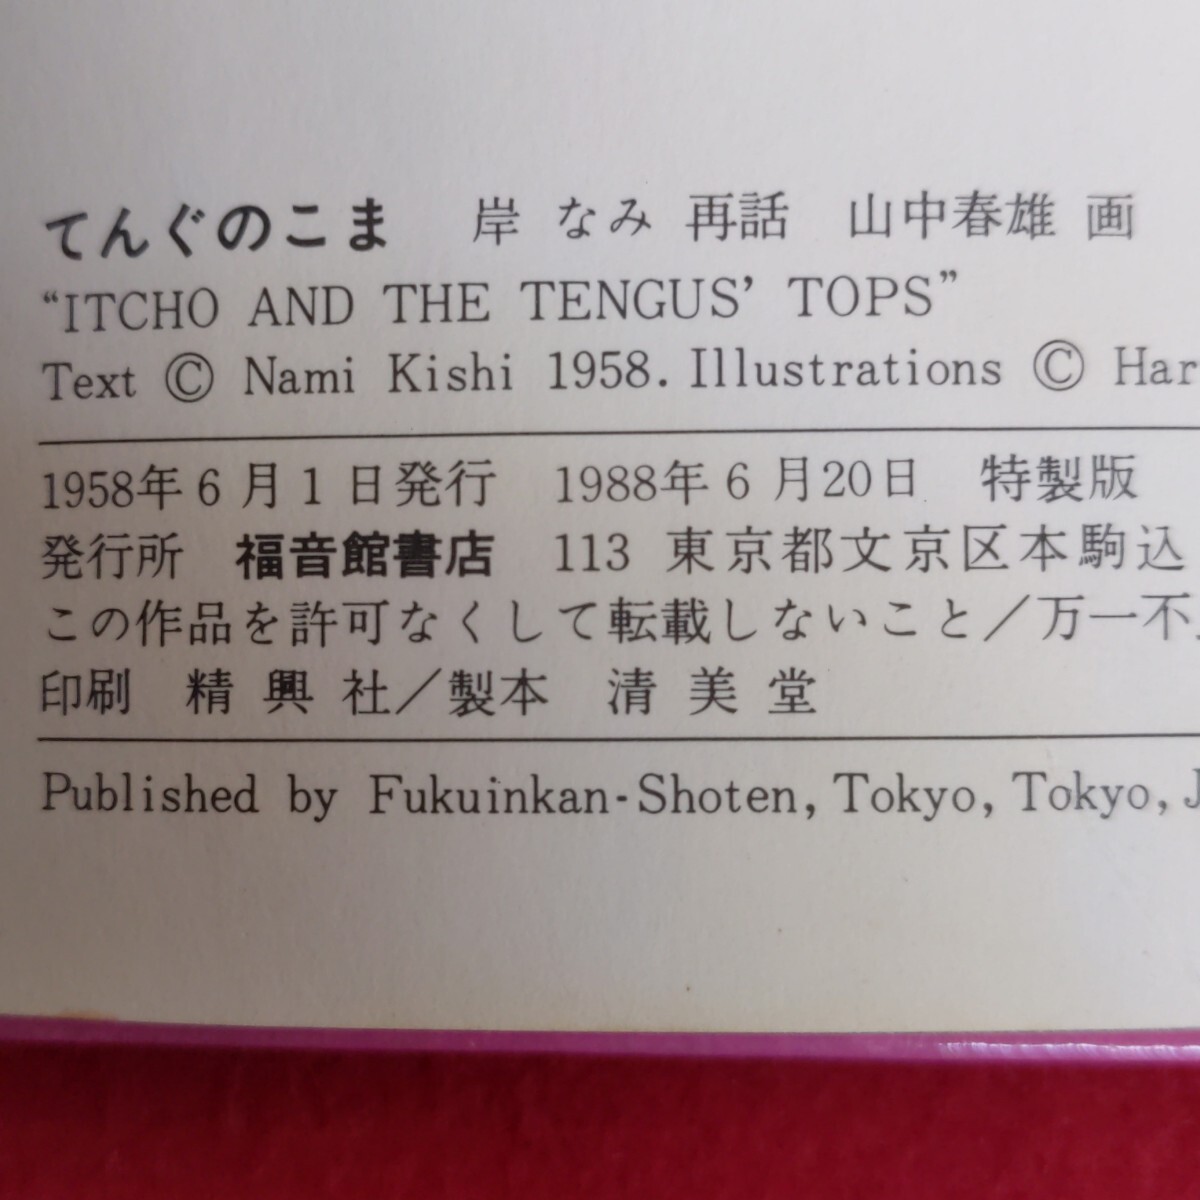 てんぐのこま 岸 なみ 再話 山中春雄 画
“ITCHO AND THE TENGUS’ TOPS”
Text © Nami Kishi 1958. Illustrations © Har
1958年6月1日発行 1988年6月20日 特製版
発行所 福音館書店 113 東京都文京区本駒込
この作品を許可なくして転載しないこと／万一不
印刷 精興社／製本 清美堂
Published by Fukuinkan-Shoten, Tokyo, Tokyo, J